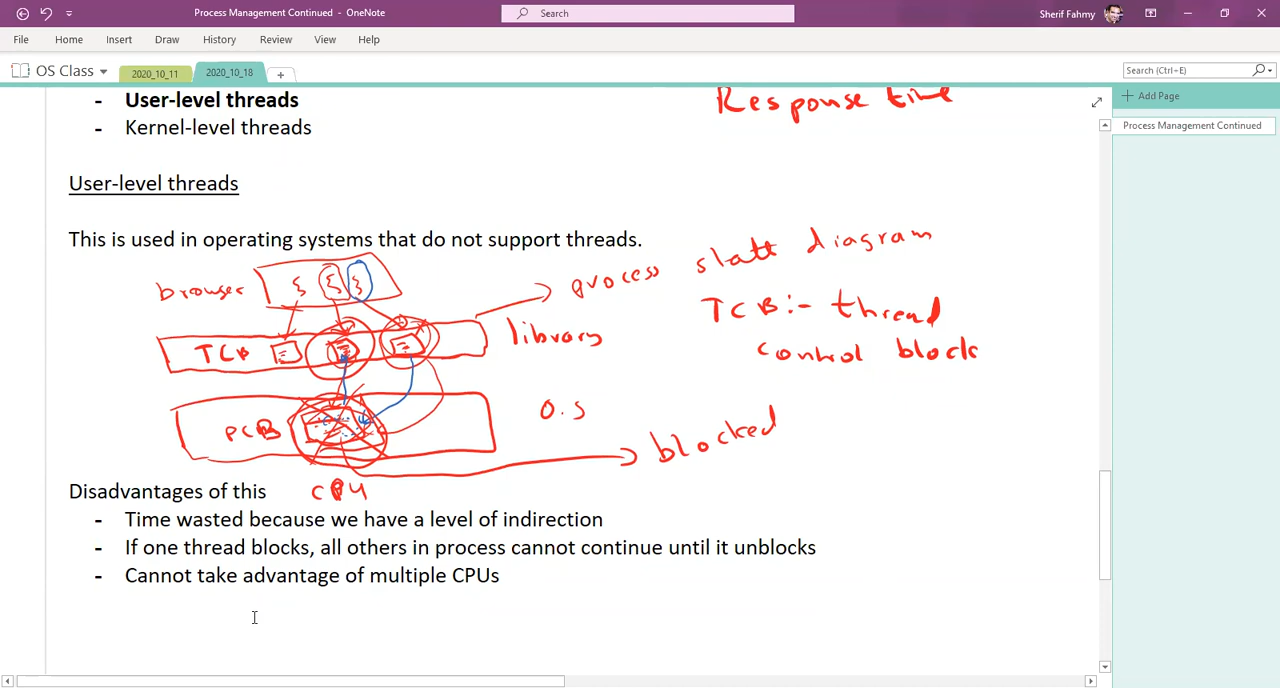 Process Management Continued - OneNote
Search
Sherif Fahmy
File Home Insert Draw History Review View Help
OS Class
2020_10_11
2020_10_18
Search (Ctrl+E)
- User-level threads
- Kernel-level threads
Response time
Add Page
Process Management Continued
User-level threads
This is used in operating systems that do not support threads.
state diagram
browser
process
TCB:- thread
control block
library
TCB
PCB
O.S
blocked
CPU
Disadvantages of this
- Time wasted because we have a level of indirection
- If one thread blocks, all others in process cannot continue until it unblocks
- Cannot take advantage of multiple CPUs